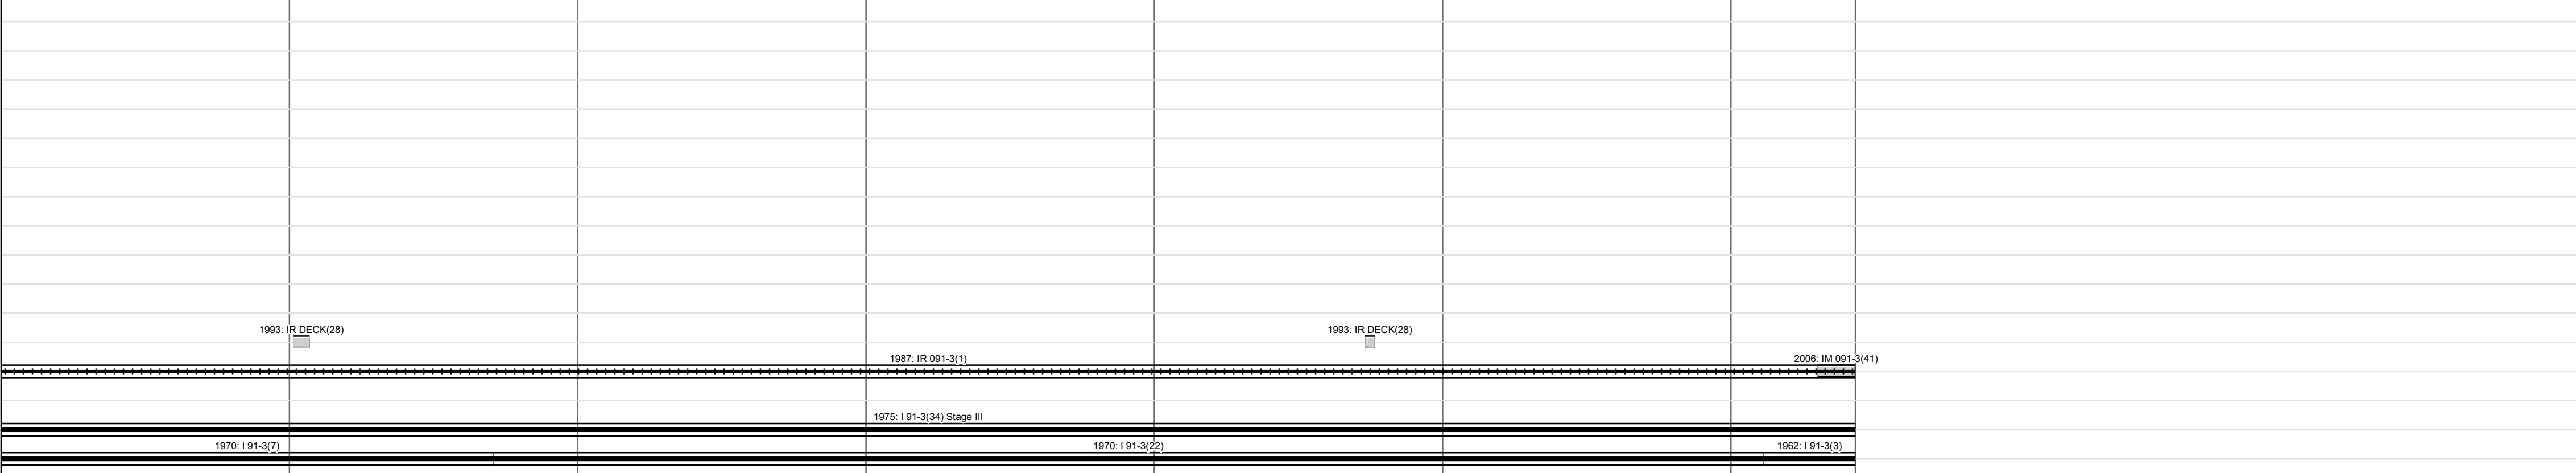 1993: IR DECK(28)
1993: IR DECK(28)
1987: IR 091-3(1)
2006: IM 091-3(41)
1975: I 91-3(34) Stage III
1970: I 91-3(7)
1970: I 91-3(22)
1962: I 91-3(3)